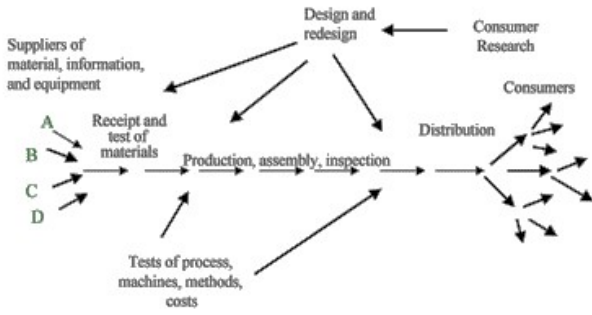 Design and
redesign
Consumer
Research
Suppliers of
material, information,
and equipment
Consumers
A
Receipt and
test of
materials
Distribution
B
Production, assembly, inspection
C
D
Tests of process,
machines, methods,
costs